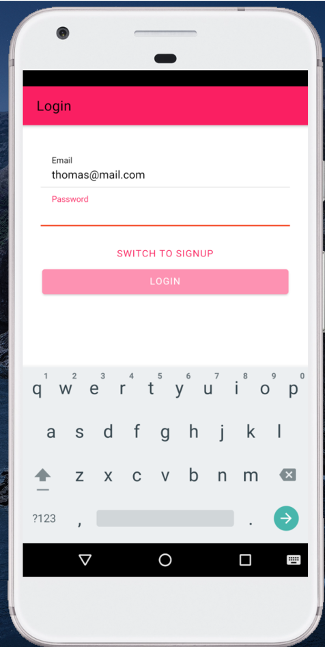 Login
Email
thomas@mail.com
Password
SWITCH TO SIGNUP
LOGIN
1 2 3 4 5 6 7 8 9 0
q w e r t y u i o p
a s d f g h j k l
z x c v b n m
?123 , .